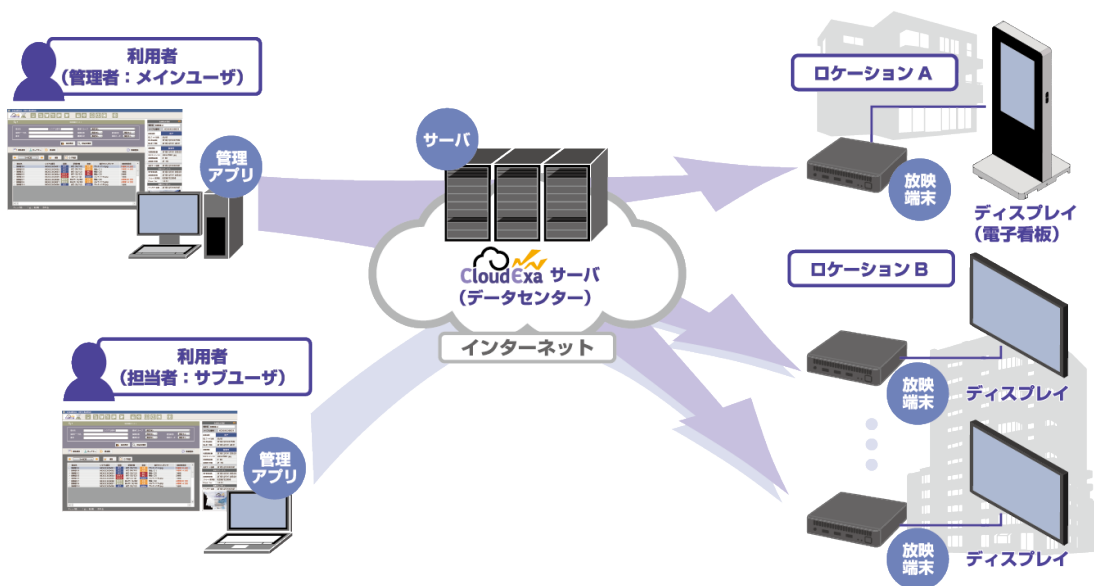 利用者
（管理者：メインユーザ）
管理
アプリ
サーバ
CloudExa サーバ
（データセンター）
インターネット
利用者
（担当者：サブユーザ）
管理
アプリ
ロケーション A
放映
端末
ディスプレイ
（電子看板）
ロケーション B
放映
端末
ディスプレイ
放映
端末
ディスプレイ